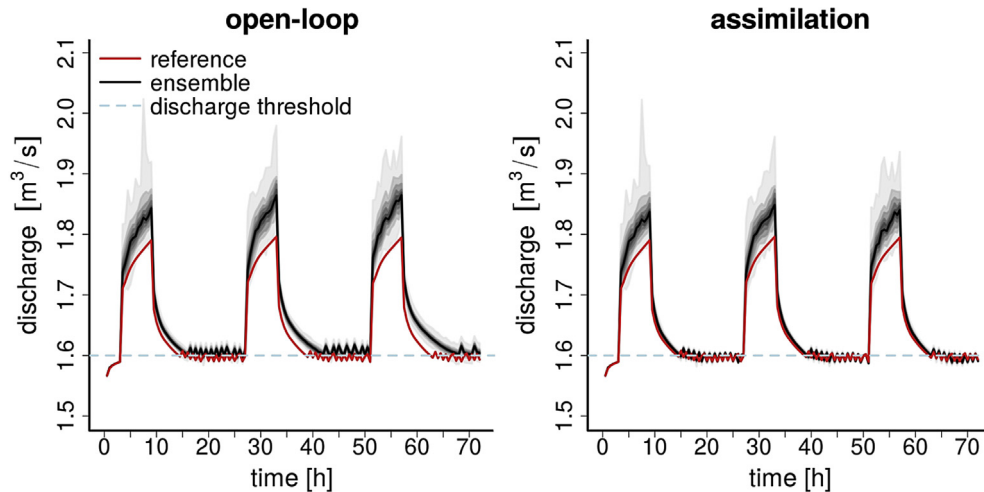 open-loop
reference
ensemble
discharge threshold
discharge [m³/s]
2.1
2.0
1.9
1.8
1.7
1.6
1.5
0 10 20 30 40 50 60 70
time [h]
assimilation
discharge [m³/s]
2.1
2.0
1.9
1.8
1.7
1.6
1.5
0 10 20 30 40 50 60 70
time [h]